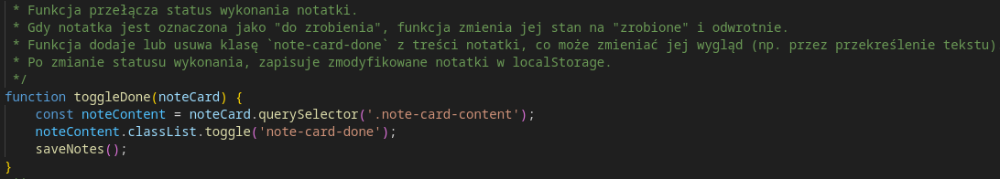 * Funkcja przełącza status wykonania notatki.
* Gdy notatka jest oznaczona jako "do zrobienia", funkcja zmienia jej stan na "zrobione" i odwrotnie.
* Funkcja dodaje lub usuwa klasę `note-card-done` z treści notatki, co może zmieniać jej wygląd (np. przez przekreślenie tekstu)
* Po zmianie statusu wykonania, zapisuje zmodyfikowane notatki w localStorage.
*/
function toggleDone(noteCard) {
    const noteContent = noteCard.querySelector('.note-card-content');
    noteContent.classList.toggle('note-card-done');
    saveNotes();
}